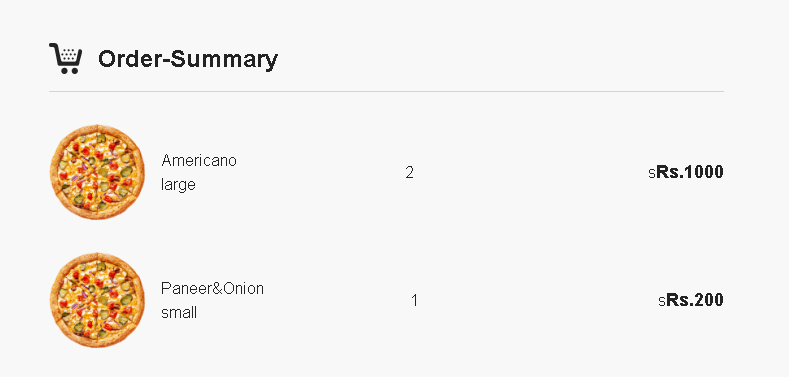 Order-Summary
Americano
large
2
sRs.1000
Paneer&Onion
small
1
sRs.200